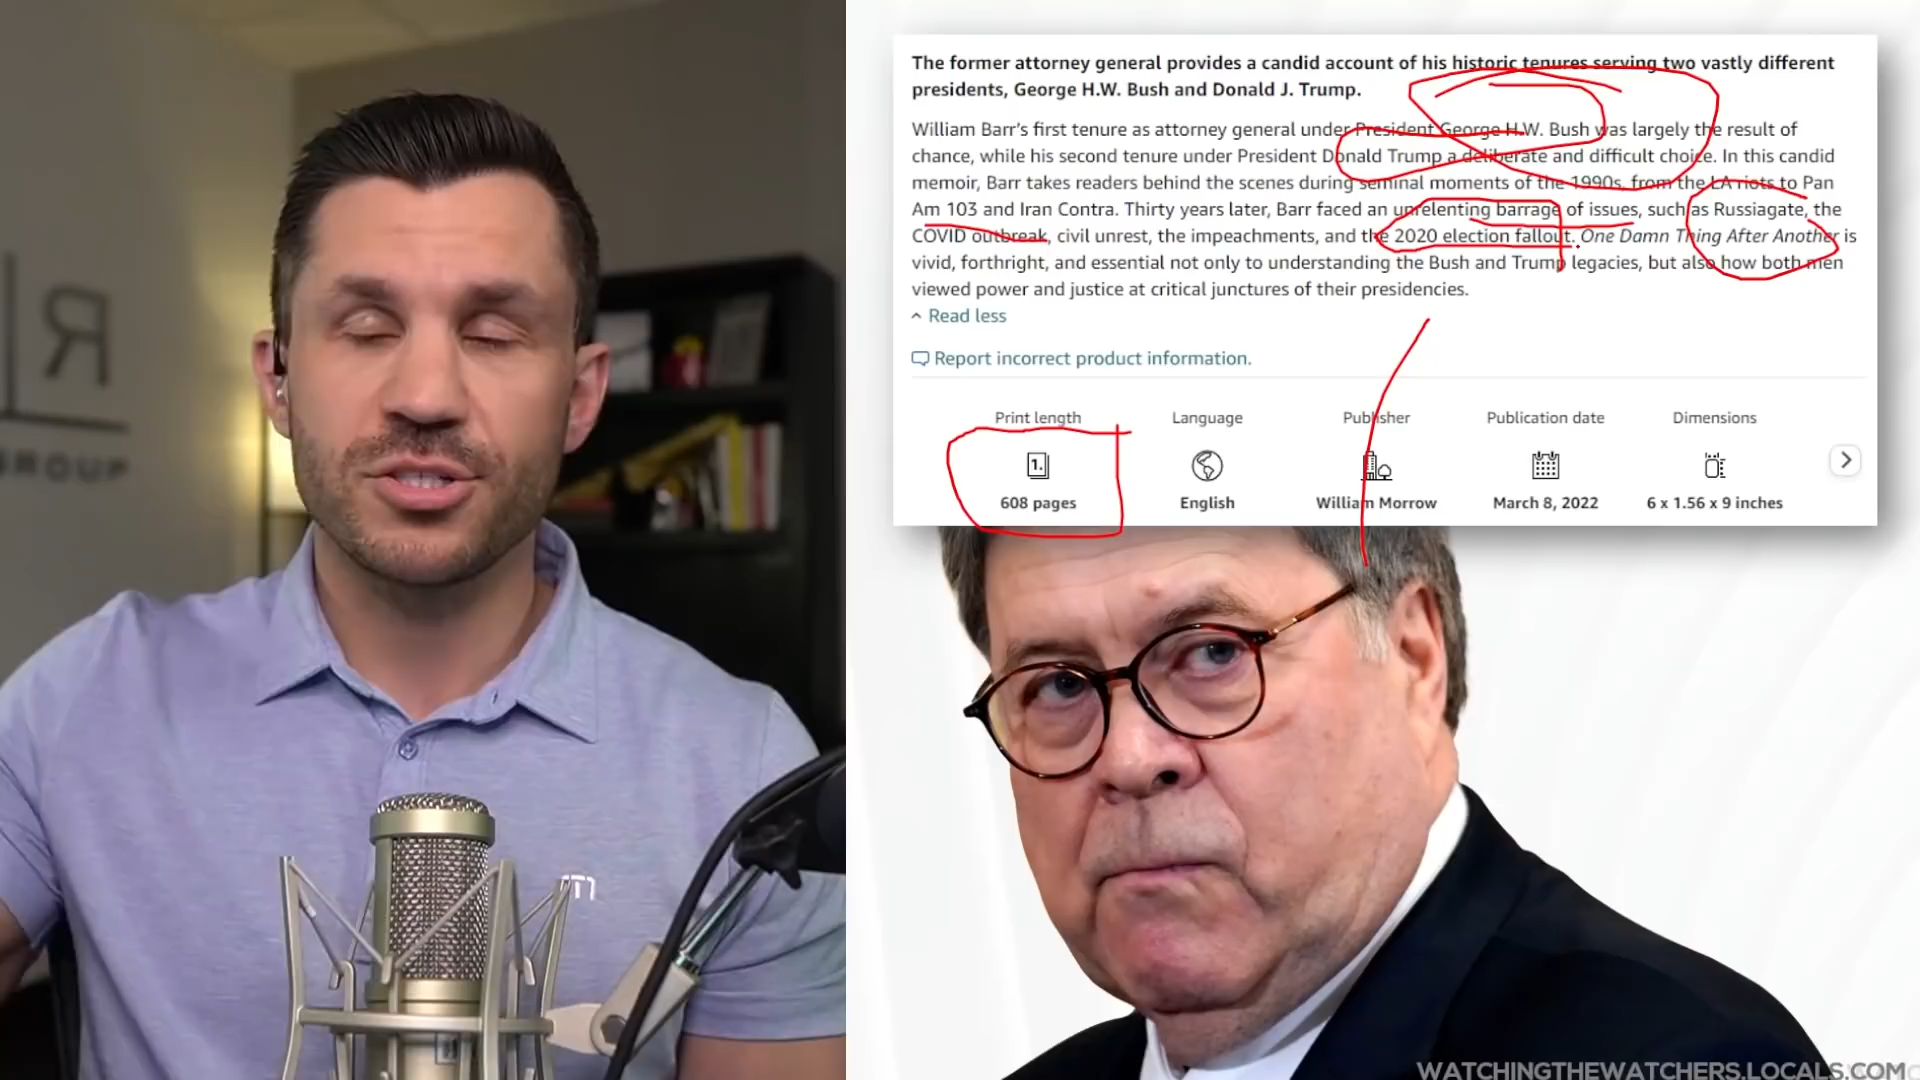 R
GROUP
The former attorney general provides a candid account of his historic tenures serving two vastly different
presidents, George H.W. Bush and Donald J. Trump.
William Barr's first tenure as attorney general under President George H.W. Bush was largely the result of
chance, while his second tenure under President Donald Trump a deliberate and difficult choice. In this candid
memoir, Barr takes readers behind the scenes during seminal moments of the 1990s, from the LA riots to Pan
Am 103 and Iran Contra. Thirty years later, Barr faced an unrelenting barrage of issues, such as Russiagate, the
COVID outbreak, civil unrest, the impeachments, and the 2020 election fallout. One Damn Thing After Another is
vivid, forthright, and essential not only to understanding the Bush and Trump legacies, but also how both men
viewed power and justice at critical junctures of their presidencies.
Read less
Report incorrect product information.
Print length Language Publisher Publication date Dimensions
1.
608 pages English William Morrow March 8, 2022 6 x 1.56 x 9 inches
WATCHINGTHEWATCHERS.LOCALS.COM